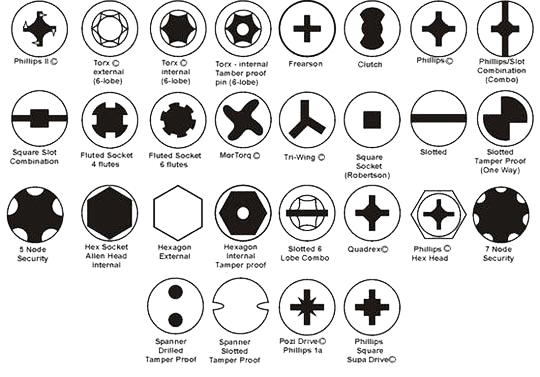 Phillips II ©
Torx ©
external
(6-lobe)
Torx ©
internal
(6-lobe)
Torx - internal
Tamber proof
pin (6-lobe)
Frearson
Clutch
Phillips©
Phillips/Slot
Combination
(Combo)
Square Slot
Combination
Fluted Socket
4 flutes
Fluted Socket
6 flutes
MorTorq ©
Tri-Wing ©
Square
Socket
(Robertson)
Slotted
Slotted
Tamper Proof
(One Way)
5 Node
Security
Hex Socket
Allen Head
Internal
Hexagon
External
Hexagon
Internal
Tamper proof
Slotted 6
Lobe Combo
Quadrex©
Phillips ©
Hex Head
7 Node
Security
Spanner
Drilled
Tamper Proof
Spanner
Slotted
Tamper Proof
Pozi Drive©
Phillips 1a
Phillips
Square
Supa Drive©